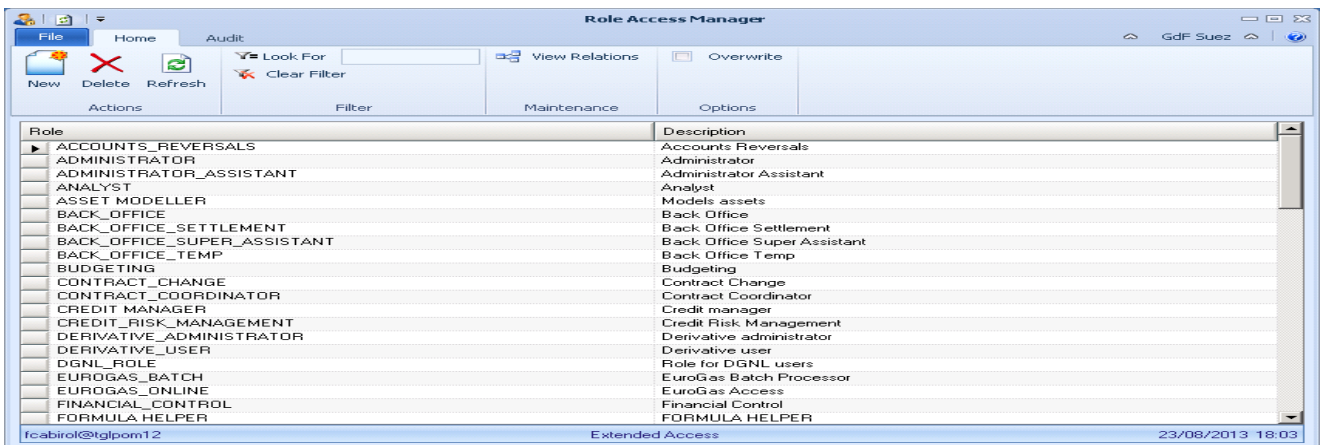 Role Access Manager
File Home Audit GdF Suez
New Delete Refresh
Look For
Clear Filter
View Relations
Overwrite
Actions Filter Maintenance Options
Role Description
ACCOUNTS_REVERSALS Accounts Reversals
ADMINISTRATOR Administrator
ADMINISTRATOR_ASSISTANT Administrator Assistant
ANALYST Analyst
ASSET MODELLER Models assets
BACK_OFFICE Back Office
BACK_OFFICE_SETTLEMENT Back Office Settlement
BACK_OFFICE_SUPER_ASSISTANT Back Office Super Assistant
BACK_OFFICE_TEMP Back Office Temp
BUDGETING Budgeting
CONTRACT_CHANGE Contract Change
CONTRACT_COORDINATOR Contract Coordinator
CREDIT MANAGER Credit manager
CREDIT_RISK_MANAGEMENT Credit Risk Management
DERIVATIVE_ADMINISTRATOR Derivative administrator
DERIVATIVE_USER Derivative user
DGNL_ROLE Role for DGNL users
EUROGAS_BATCH EuroGas Batch Processor
EUROGAS_ONLINE EuroGas Access
FINANCIAL_CONTROL Financial Control
FORMULA HELPER FORMULA HELPER
fcabirol@tglpom12 Extended Access 23/08/2013 18:03